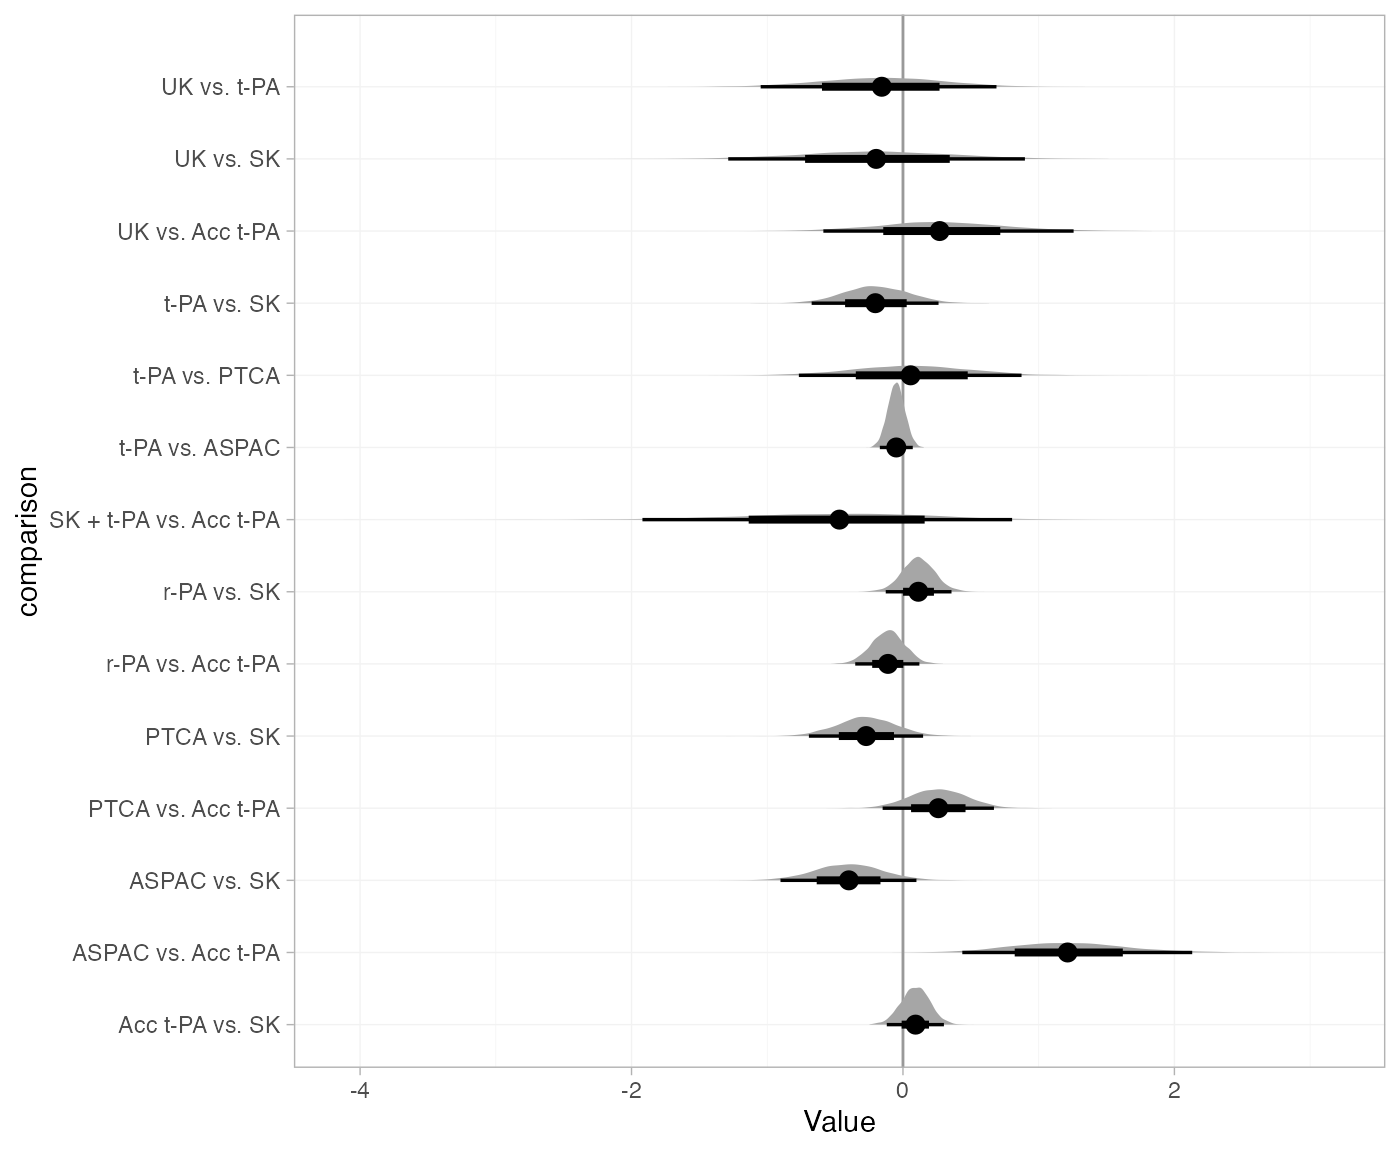 UK vs. t-PA
UK vs. SK
UK vs. Acc t-PA
t-PA vs. SK
t-PA vs. PTCA
t-PA vs. ASPAC
SK + t-PA vs. Acc t-PA
r-PA vs. SK
r-PA vs. Acc t-PA
PTCA vs. SK
PTCA vs. Acc t-PA
ASPAC vs. SK
ASPAC vs. Acc t-PA
Acc t-PA vs. SK
comparison
-4 -2 0 2
Value